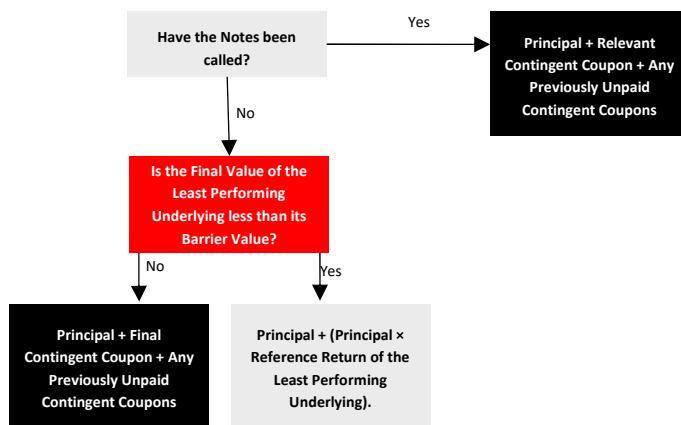 Have the Notes been
called?
Yes
Principal + Relevant
Contingent Coupon + Any
Previously Unpaid
Contingent Coupons
No
Is the Final Value of the
Least Performing
Underlying less than its
Barrier Value?
No
Yes
Principal + Final
Contingent Coupon + Any
Previously Unpaid
Contingent Coupons
Principal + (Principal ×
Reference Return of the
Least Performing
Underlying).